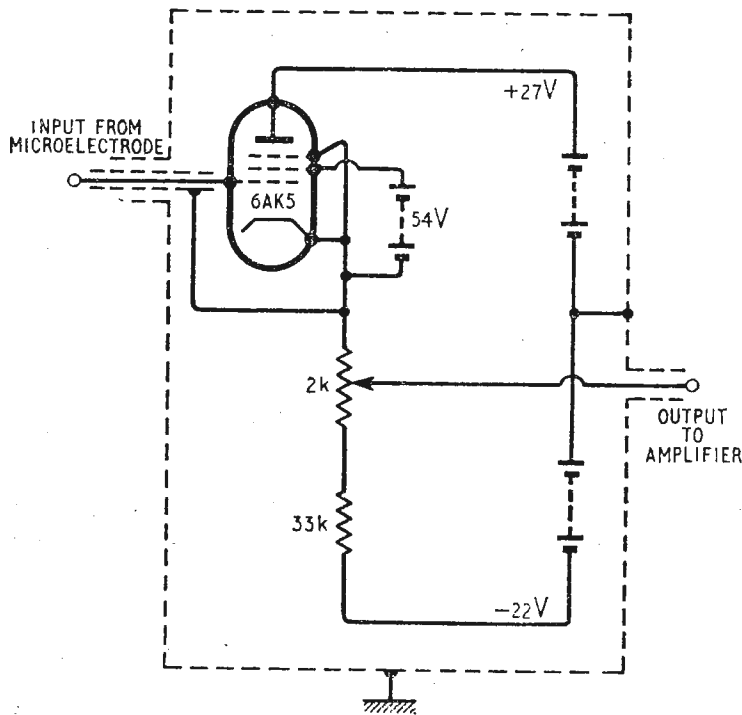 +27V
INPUT FROM
MICROELECTRODE
6AK5
54V
2k
OUTPUT
TO
AMPLIFIER
33k
−22V